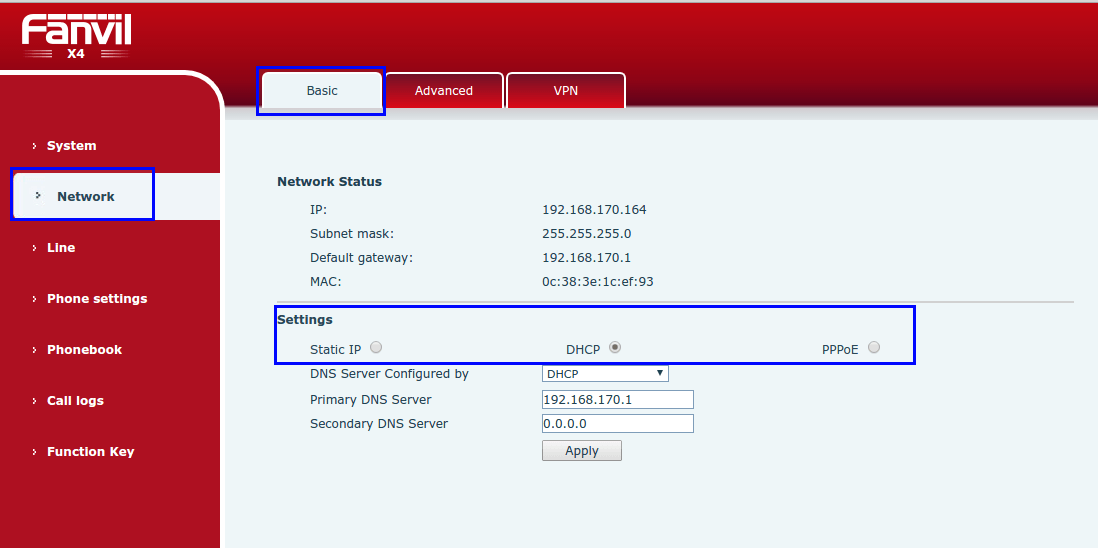 Fanvil
X4
Basic Advanced VPN
System
Network
Line
Phone settings
Phonebook
Call logs
Function Key
Network Status
IP: 192.168.170.164
Subnet mask: 255.255.255.0
Default gateway: 192.168.170.1
MAC: 0c:38:3e:1c:ef:93
Settings
Static IP DHCP PPPoE
DNS Server Configured by DHCP
Primary DNS Server 192.168.170.1
Secondary DNS Server 0.0.0.0
Apply